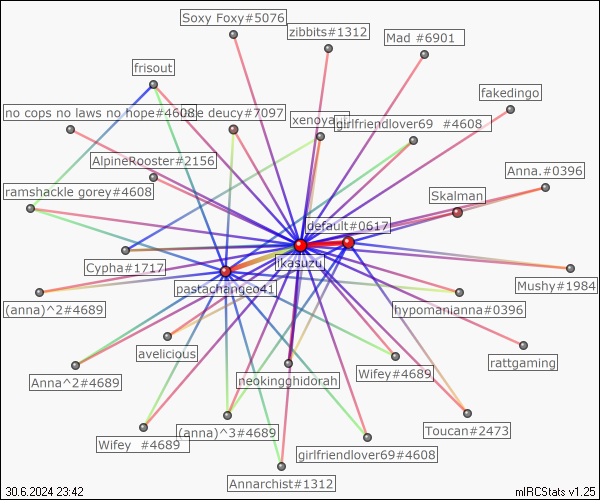 Soxy Foxy#5076
zibbits#1312
Mad #6901
frisout
fakedingo
no cops no laws no hope#4608
deucy#7097
girlfriendlover69 #4608
AlpineRooster#2156
Anna.#0396
ramshackle gorey#4608
Skalman
default#0617
ikasuzu
Cypha#1717
pastachangeo41
Mushy#1984
(anna)^2#4689
hypomanianna#0396
avelicious
rattgaming
Anna^2#4689
neokingghidorah
Wifey#4689
Wifey #4689
(anna)^3#4689
Toucan#2473
girlfriendlover69#4608
Annarchist#1312
30.6.2024 23:42
mIRCStats v1.25